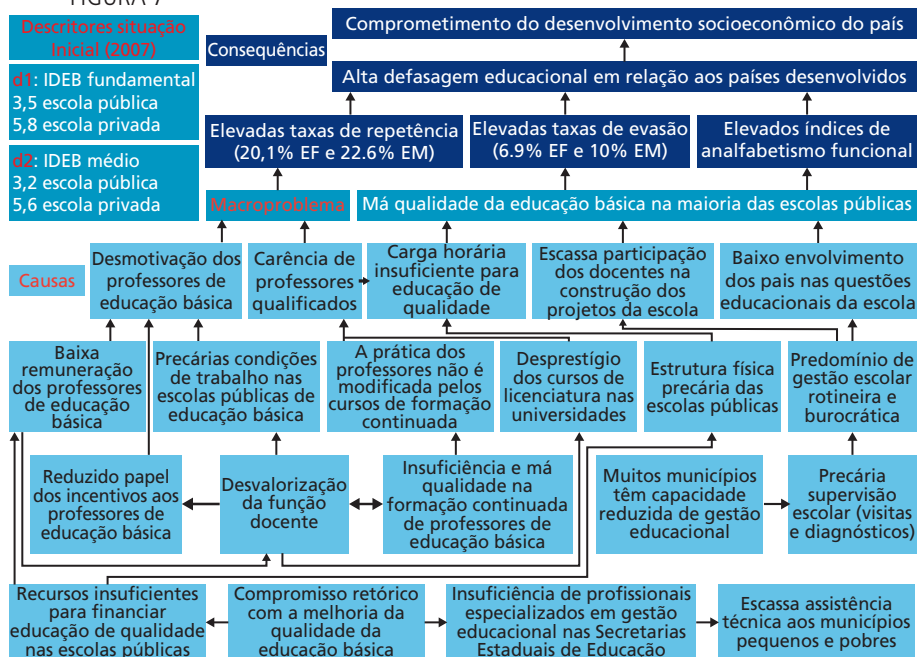 FIGURA 7
Descritores situação
Inicial (2007)
d1: IDEB fundamental
3,5 escola pública
5,8 escola privada
d2: IDEB médio
3,2 escola pública
5,6 escola privada
Consequências
Comprometimento do desenvolvimento socioeconômico do país
Alta defasagem educacional em relação aos países desenvolvidos
Elevadas taxas de repetência
(20,1% EF e 22.6% EM)
Elevadas taxas de evasão
(6.9% EF e 10% EM)
Elevados índices de
analfabetismo funcional
Macroproblema
Má qualidade da educação básica na maioria das escolas públicas
Causas
Desmotivação dos
professores de
educação básica
Carência de
professores
qualificados
Carga horária
insuficiente para
educação de
qualidade
Escassa participação
dos docentes na
construção dos
projetos da escola
Baixo envolvimento
dos pais nas questões
educacionais da escola
Baixa
remuneração
dos professores
de educação
básica
Precárias condições
de trabalho nas
escolas públicas de
educação básica
A prática dos
professores não é
modificada pelos
cursos de formação
continuada
Desprestígio
dos cursos de
licenciatura nas
universidades
Estrutura física
precária das
escolas públicas
Predomínio de
gestão escolar
rotineira e
burocrática
Reduzido papel
dos incentivos aos
professores de
educação básica
Desvalorização
da função
docente
Insuficiência e má
qualidade na
formação continuada
de professores de
educação básica
Muitos municípios
têm capacidade
reduzida de gestão
educacional
Precária
supervisão
escolar (visitas
e diagnósticos)
Recursos insuficientes
para financiar
educação de qualidade
nas escolas públicas
Compromisso retórico
com a melhoria da
qualidade da
educação básica
Insuficiência de profissionais
especializados em gestão
educacional nas Secretarias
Estaduais de Educação
Escassa assistência
técnica aos municípios
pequenos e pobres